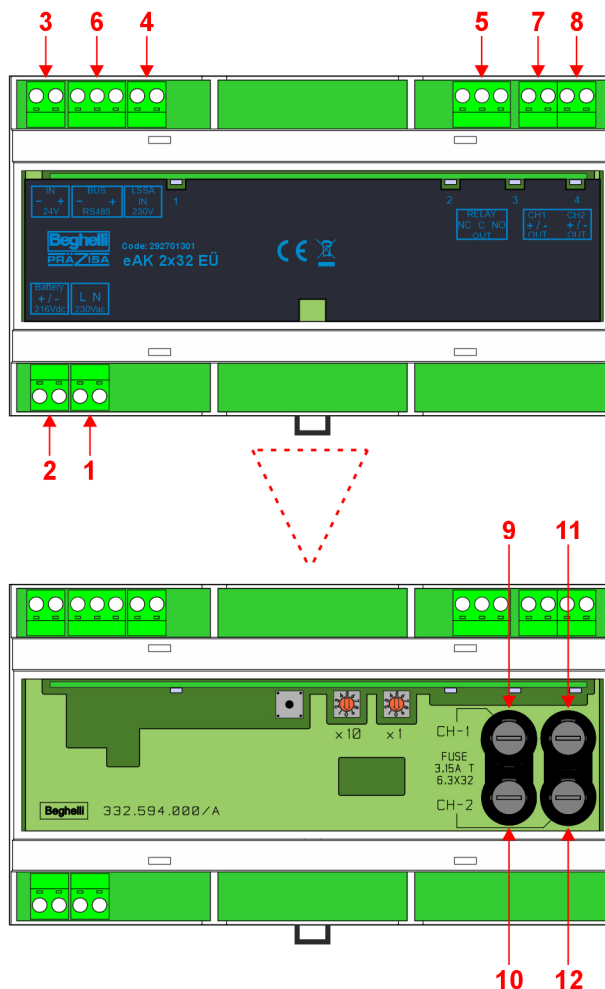 3 6 4 5 7 8
IN
- +
24V
BUS
- +
RS485
LSSA
IN
230V
1 2 3 4
RELAY
NC C NO
OUT
CH1
+ / -
OUT
CH2
+ / -
OUT
Beghelli
PRÄZISA
Code: 292701301
eAK 2x32 EÜ
CE
Battery
+ / -
216Vdc
L N
230Vac
2 1
9 11
x10 x1
CH-1
FUSE
3.15A T
6.3X32
CH-2
Beghelli 332.594.000/A
10 12